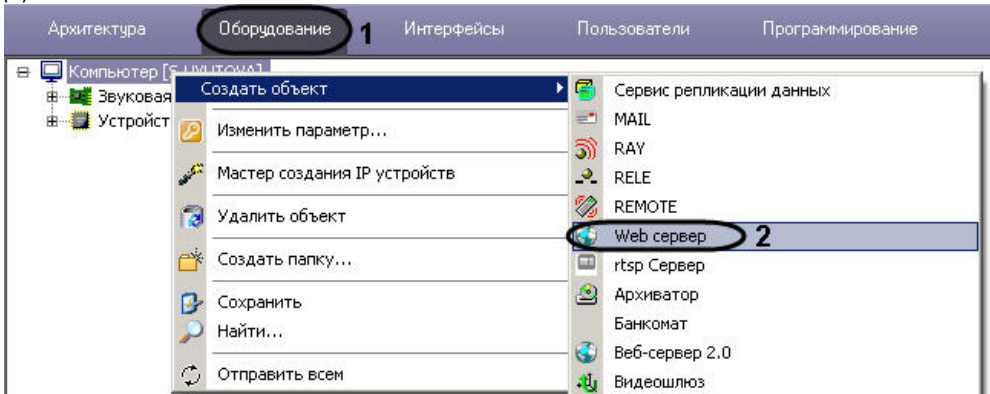 Архитектура Оборудование 1 Интерфейсы Пользователи Программирование
Компьютер
Звуковая
Устройст
Создать объект
Изменить параметр...
Мастер создания IP устройств
Удалить объект
Создать папку...
Сохранить
Найти...
Отправить всем
Сервис репликации данных
MAIL
RAY
RELE
REMOTE
Web сервер 2
rtsp Сервер
Архиватор
Банкомат
Веб-сервер 2.0
Видеошлюз